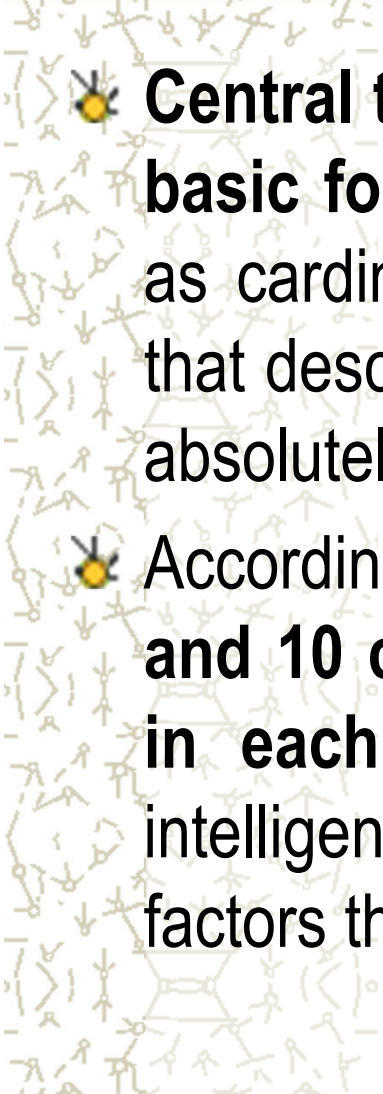 Central t
basic fo
as cardin
that desc
absolutel
Accordin
and 10 c
in each
intelligen
factors th